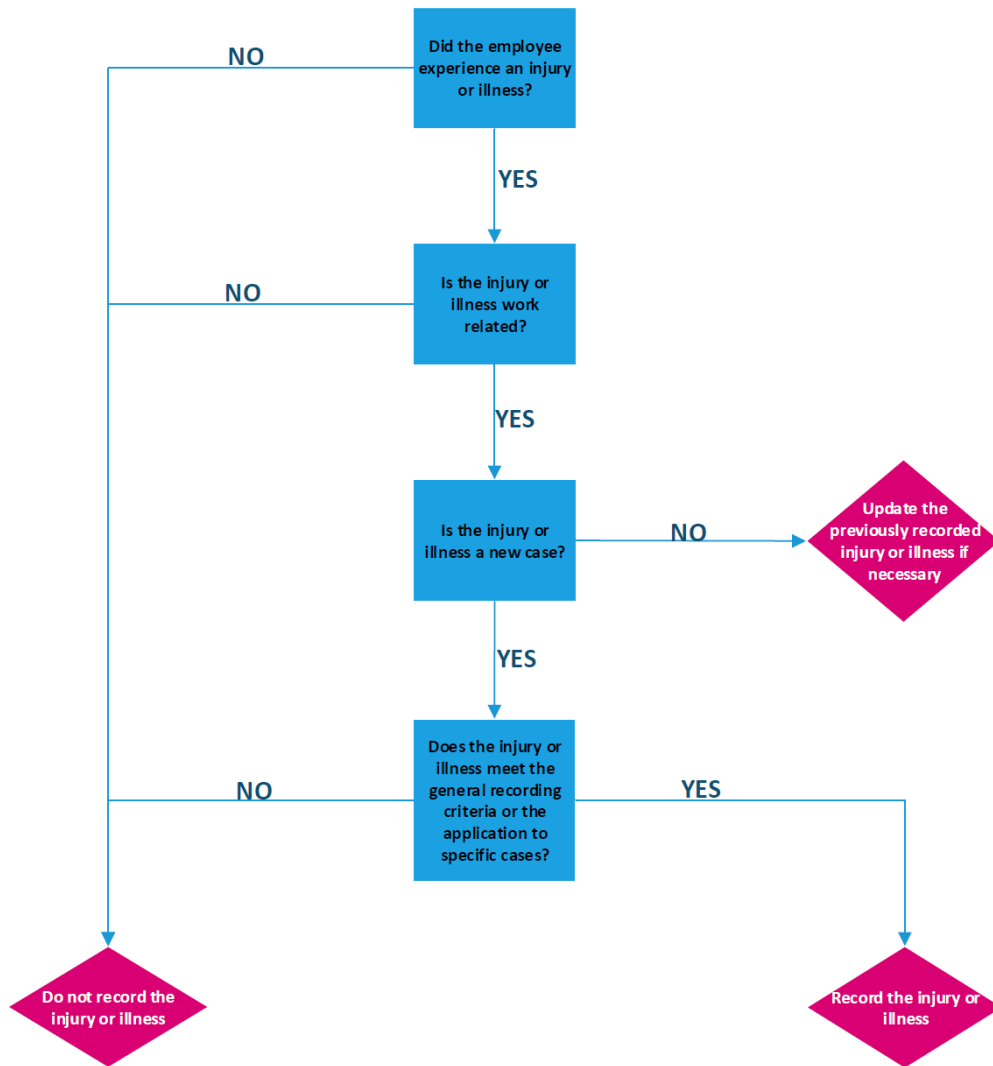 Did the employee
experience an injury
or illness?
NO
YES
Is the injury or
illness work
related?
NO
YES
Is the injury or
illness a new case?
NO
Update the
previously recorded
injury or illness if
necessary
YES
Does the injury or
illness meet the
general recording
criteria or the
application to
specific cases?
NO
YES
Do not record the
injury or illness
Record the injury or
illness